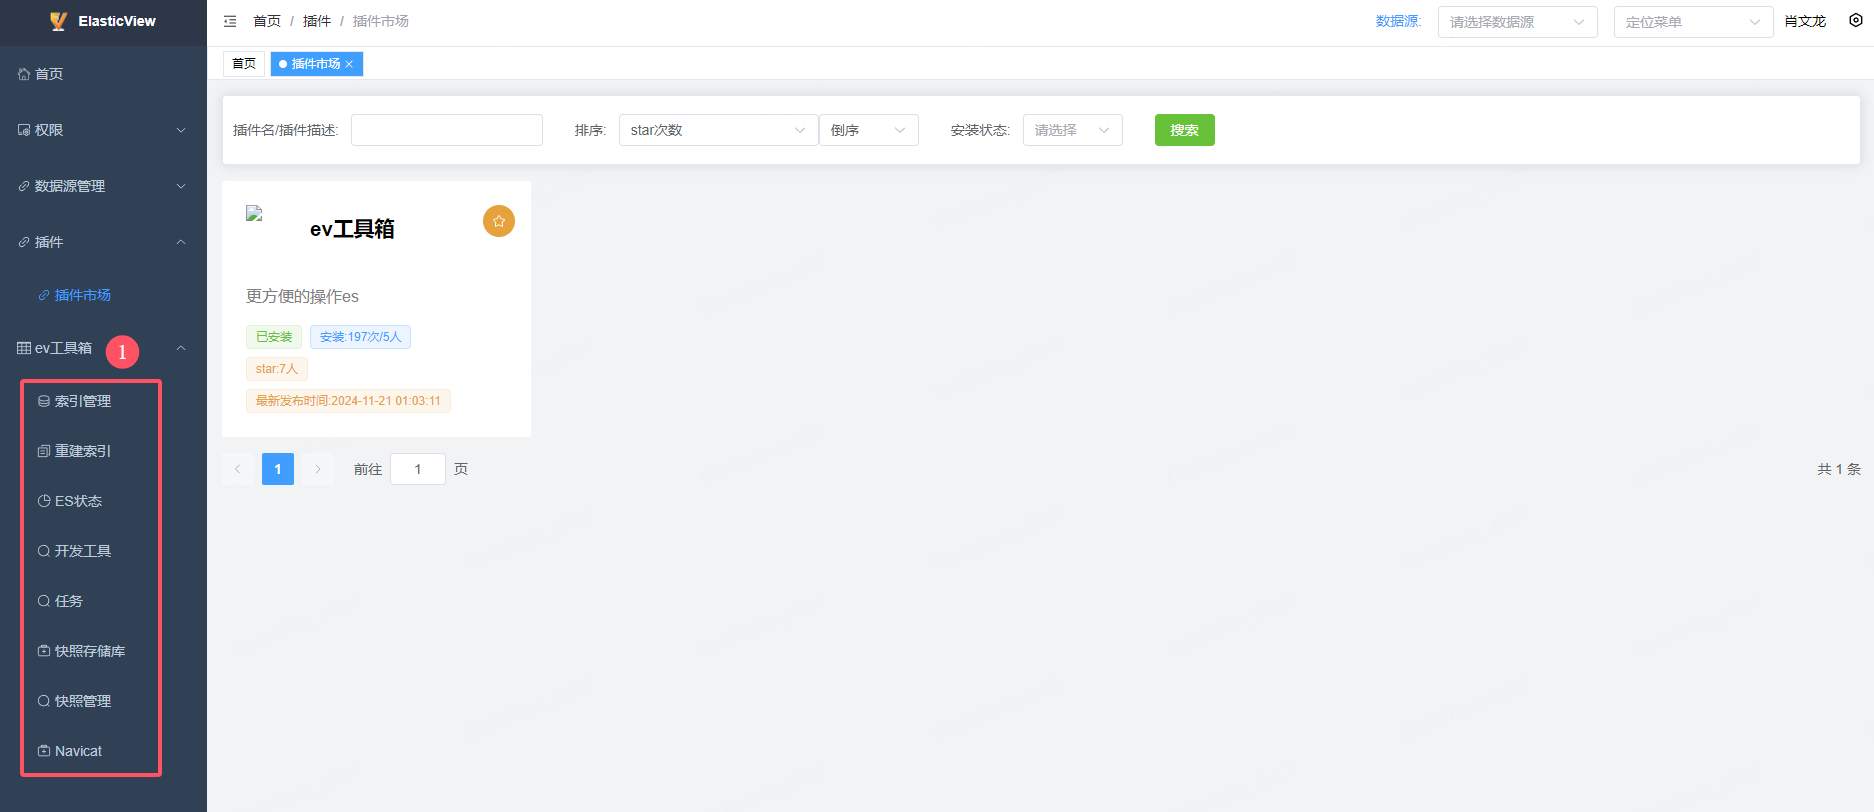 ElasticView
首页
权限
数据源管理
插件
插件市场
ev工具箱
1
索引管理
重建索引
ES状态
开发工具
任务
快照存储库
快照管理
Navicat
首页 / 插件 / 插件市场
数据源: 请选择数据源 定位菜单 肖文龙
首页 插件市场
插件名/插件描述: 排序: star次数 倒序 安装状态: 请选择 搜索
ev工具箱
更方便的操作es
已安装 安装:197次/5人
star:7人
最新发布时间:2024-11-21 01:03:11
1 前往 1 页 共 1 条